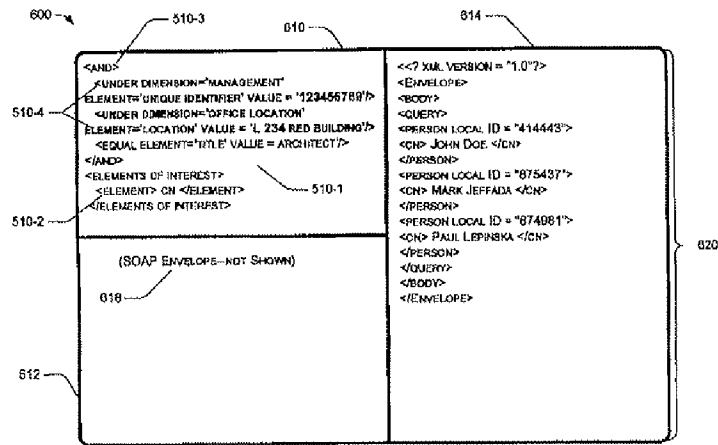 600
510-3
610
614
<AND>
<UNDER DIMENSION='MANAGEMENT'
510-4
ELEMENT='UNIQUE IDENTIFIER' VALUE = '123456789'/>
<UNDER DIMENSION='OFFICE LOCATION'
ELEMENT='LOCATION' VALUE = 'L 234 RED BUILDING'/>
<EQUAL ELEMENT='TITLE' VALUE = ARCHITECT'/>
</AND>
<ELEMENTS OF INTEREST>
510-1
<ELEMENT> CN </ELEMENT>
510-2
</ELEMENTS OF INTEREST>
(SOAP ENVELOPE--NOT SHOWN)
618
612
<<? XML VERSION = "1.0"?>
<ENVELOPE>
<BODY>
<QUERY>
<PERSON LOCAL ID = "414443">
<CN> JOHN DOE </CN>
</PERSON>
<PERSON LOCAL ID = "675437">
<CN> MARK JEFFADA </CN>
</PERSON>
<PERSON LOCAL ID = "674981">
<CN> PAUL LEPINSKA </CN>
</PERSON>
</QUERY>
</BODY>
</ENVELOPE>
620